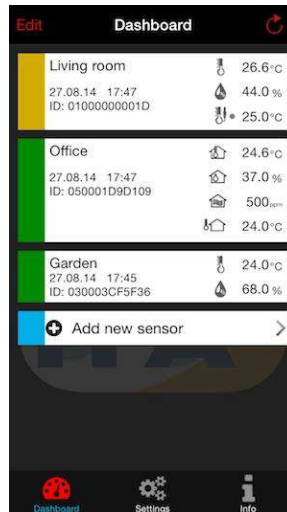 Edit Dashboard
Living room 26.6°C
27.08.14 17:47 44.0 %
ID: 01000000001D 25.0°C
Office 24.6°C
27.08.14 17:47 37.0 %
ID: 050001D9D109 500ppm
24.0°C
Garden 24.0°C
27.08.14 17:45
ID: 030003CF5F36 68.0 %
Add new sensor
Dashboard Settings Info